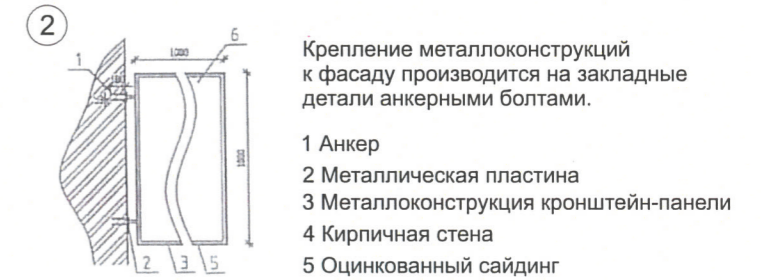 2
1000
6
1
1000
2
3
5
Крепление металлоконструкций
к фасаду производится на закладные
детали анкерными болтами.
1 Анкер
2 Металлическая пластина
3 Металлоконструкция кронштейн-панели
4 Кирпичная стена
5 Оцинкованный сайдинг